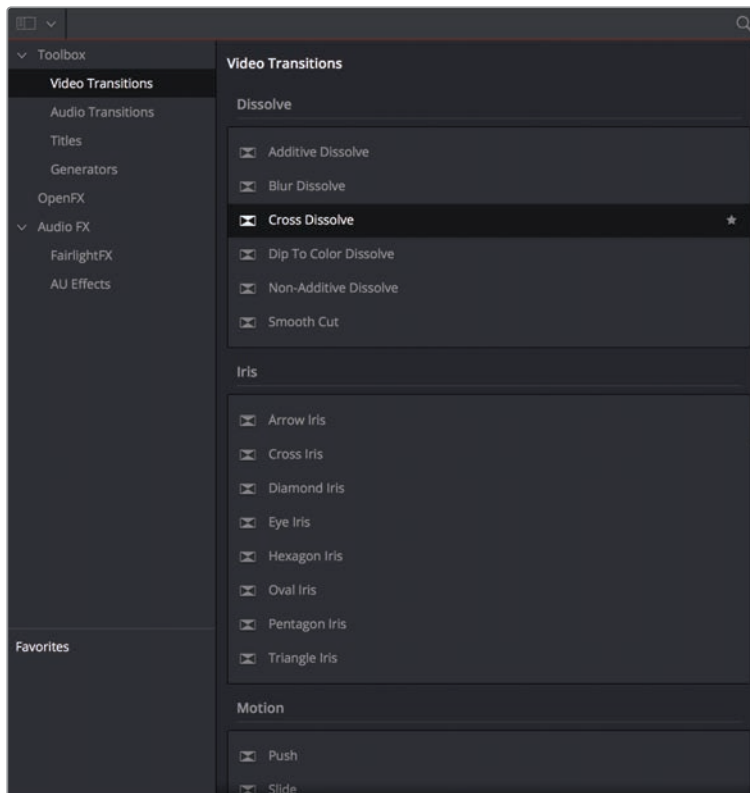 Toolbox
Video Transitions
Audio Transitions
Titles
Generators
OpenFX
Audio FX
FairlightFX
AU Effects
Favorites
Video Transitions
Dissolve
Additive Dissolve
Blur Dissolve
Cross Dissolve
Dip To Color Dissolve
Non-Additive Dissolve
Smooth Cut
Iris
Arrow Iris
Cross Iris
Diamond Iris
Eye Iris
Hexagon Iris
Oval Iris
Pentagon Iris
Triangle Iris
Motion
Push
Slide